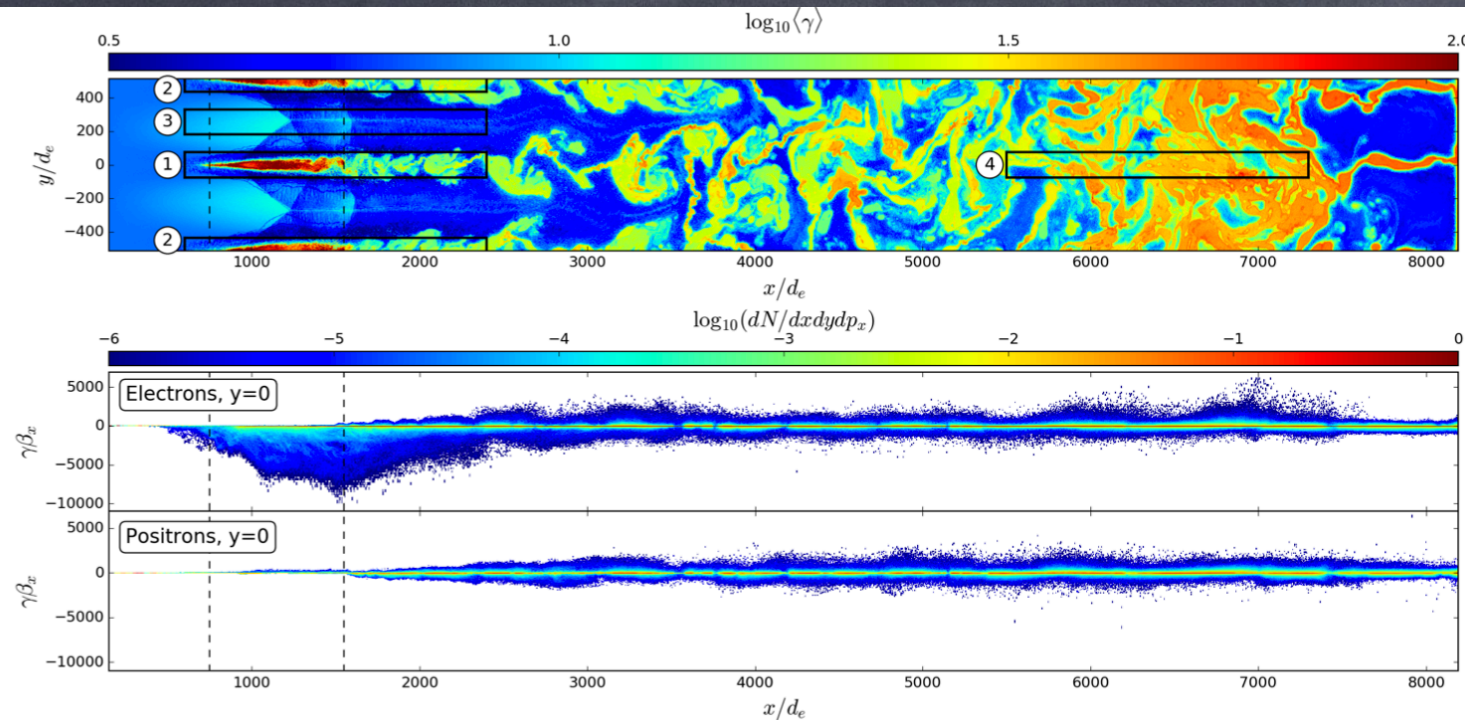 log₁₀⟨γ⟩
0.5 1.0 1.5 2.0
400
200
0
−200
−400
y/dₑ
2
3
1
4
2
1000 2000 3000 4000 5000 6000 7000 8000
x/dₑ
log₁₀(dN/dxdydpₓ)
−6 −5 −4 −3 −2 −1 0
Electrons, y=0
5000
0
−5000
−10000
γβₓ
Positrons, y=0
5000
0
−5000
−10000
γβₓ
1000 2000 3000 4000 5000 6000 7000 8000
x/dₑ